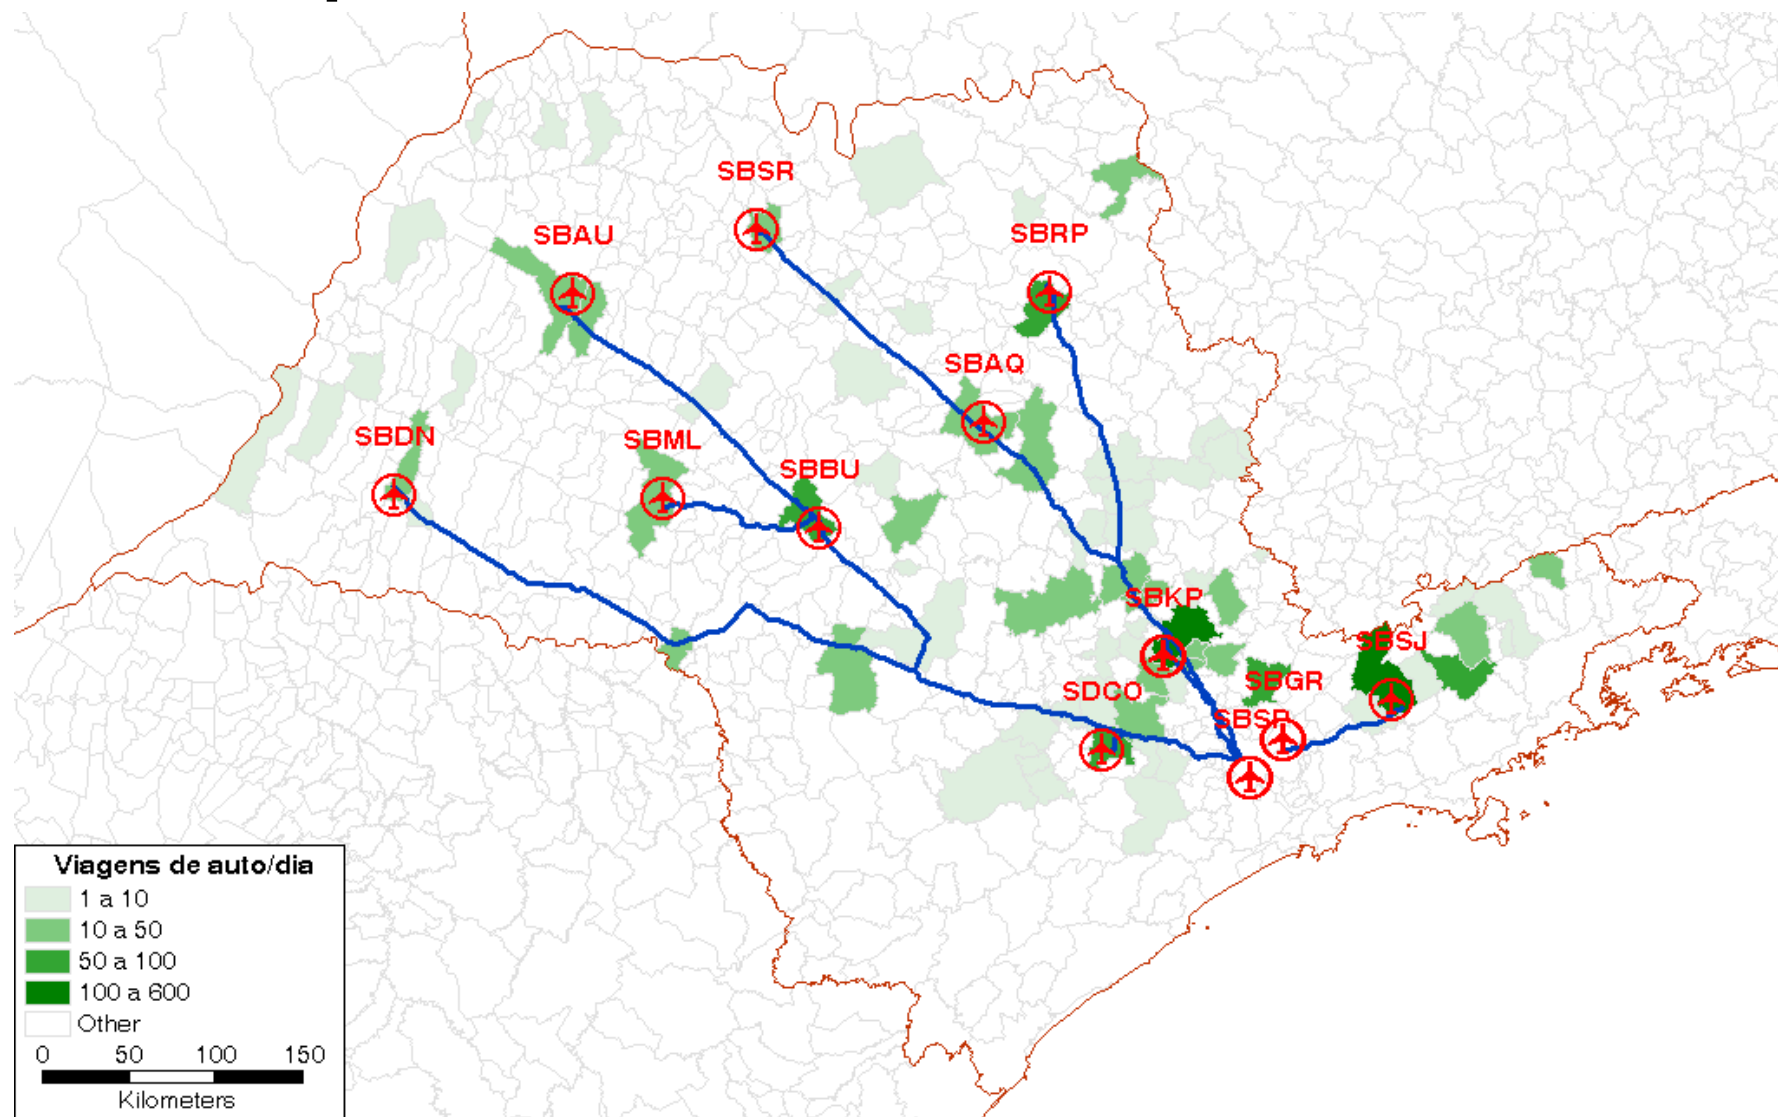 SBSR
SBAU
SBRP
SBAQ
SBDN
SBML
SBBU
SBKP
SBSJ
SBGR
SDCO
SBSP
Viagens de auto/dia
1 a 10
10 a 50
50 a 100
100 a 600
Other
0 50 100 150
Kilometers